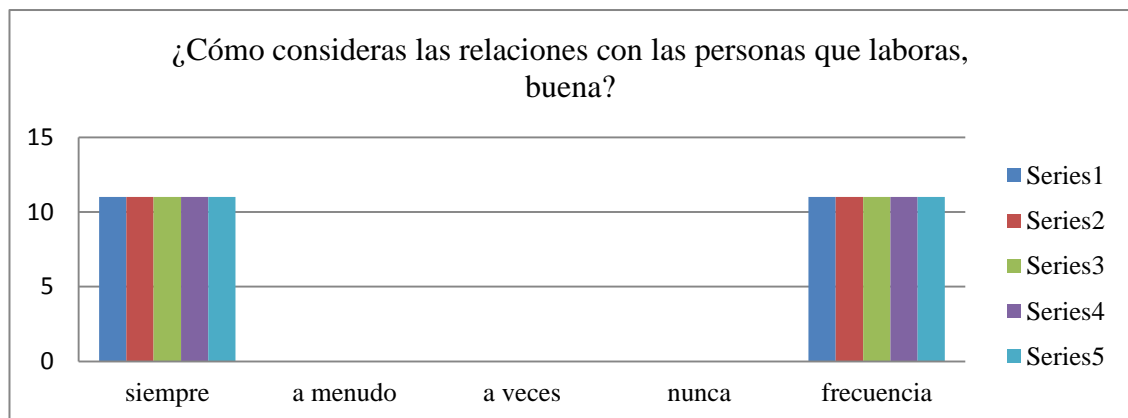 ¿Cómo consideras las relaciones con las personas que laboras,
buena?
15
10
5
0
siempre
a menudo
a veces
nunca
frecuencia
Series1
Series2
Series3
Series4
Series5